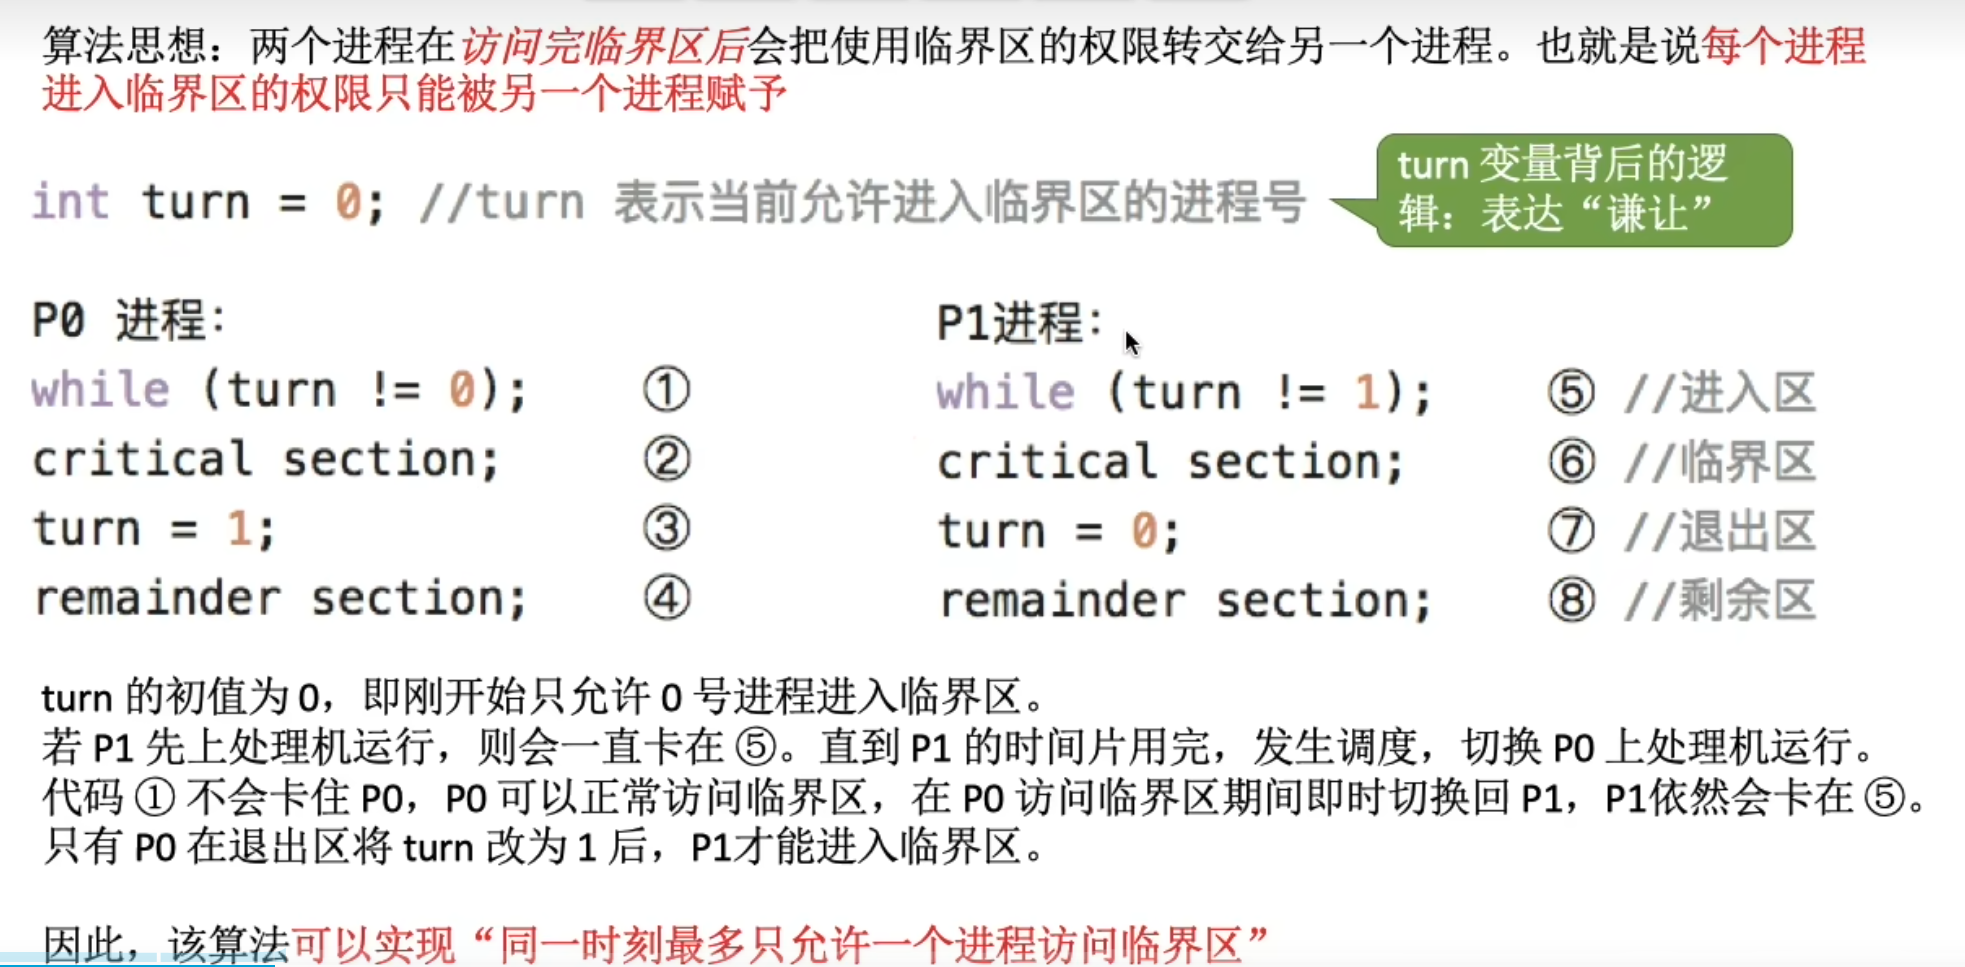 算法思想：两个进程在访问完临界区后会把使用临界区的权限转交给另一个进程。也就是说每个进程
进入临界区的权限只能被另一个进程赋予
int turn = 0; //turn 表示当前允许进入临界区的进程号
turn 变量背后的逻
辑：表达“谦让”
P0 进程：
while (turn != 0); ①
critical section; ②
turn = 1; ③
remainder section; ④
P1进程：
while (turn != 1); ⑤ //进入区
critical section; ⑥ //临界区
turn = 0; ⑦ //退出区
remainder section; ⑧ //剩余区
turn 的初值为 0，即刚开始只允许 0 号进程进入临界区。
若 P1 先上处理机运行，则会一直卡在 ⑤。直到 P1 的时间片用完，发生调度，切换 P0 上处理机运行。
代码 ① 不会卡住 P0，P0 可以正常访问临界区，在 P0 访问临界区期间即时切换回 P1，P1依然会卡在 ⑤。
只有 P0 在退出区将 turn 改为 1 后，P1才能进入临界区。
因此，该算法可以实现“同一时刻最多只允许一个进程访问临界区”